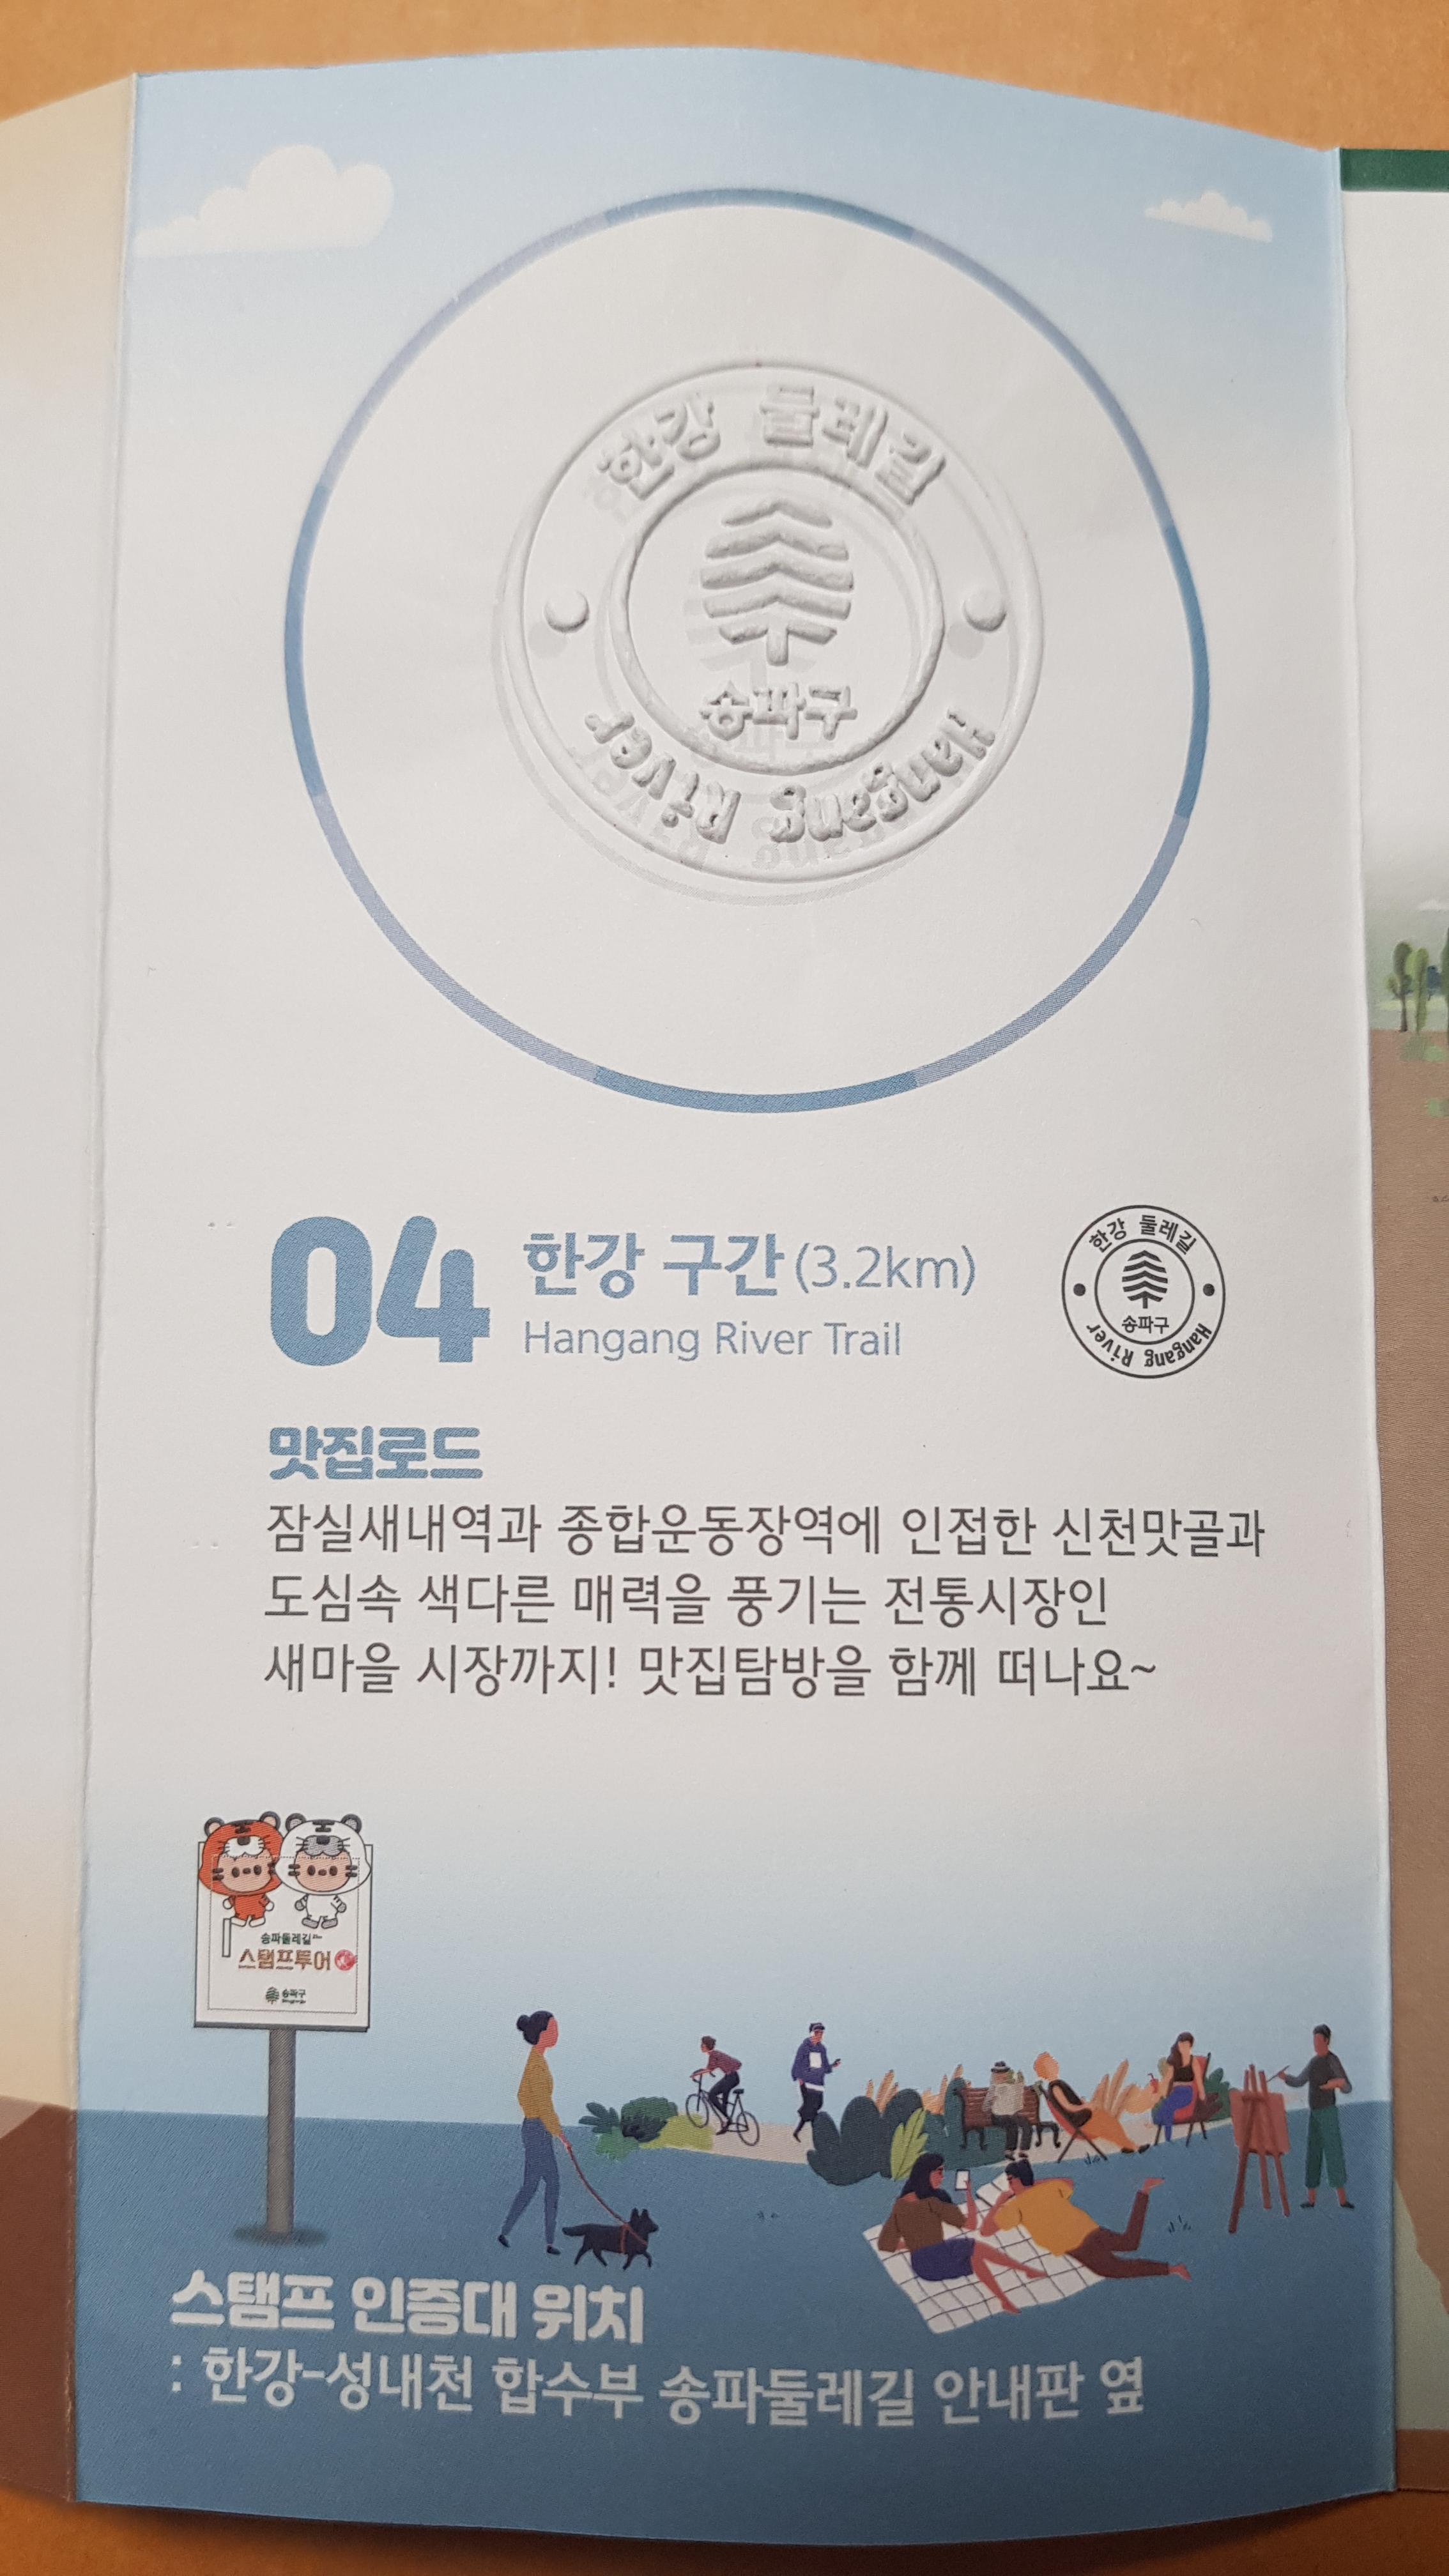 한강 둘레길
송파구
Hangang River
04
한강 구간 (3.2km)
Hangang River Trail
한강 둘레길
송파구
Hangang River
맛집로드
잠실새내역과 종합운동장역에 인접한 신천맛골과
도심속 색다른 매력을 풍기는 전통시장인
새마을 시장까지! 맛집탐방을 함께 떠나요~
송파둘레길
스탬프투어
송파구
스탬프 인증대 위치
: 한강-성내천 합수부 송파둘레길 안내판 옆